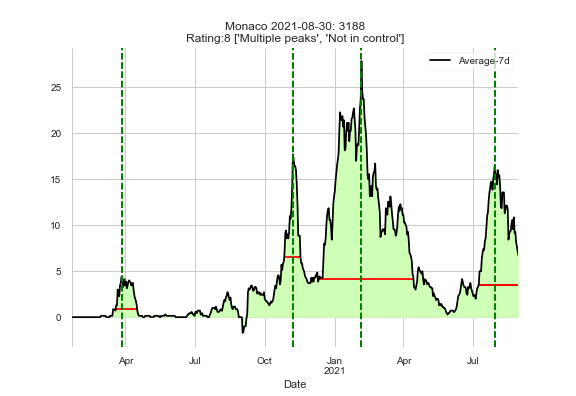 Monaco 2021-08-30: 3188
Rating:8 ['Multiple peaks', 'Not in control']
Average-7d
25
20
15
10
5
0
Apr
Jul
Oct
Jan
2021
Apr
Jul
Date